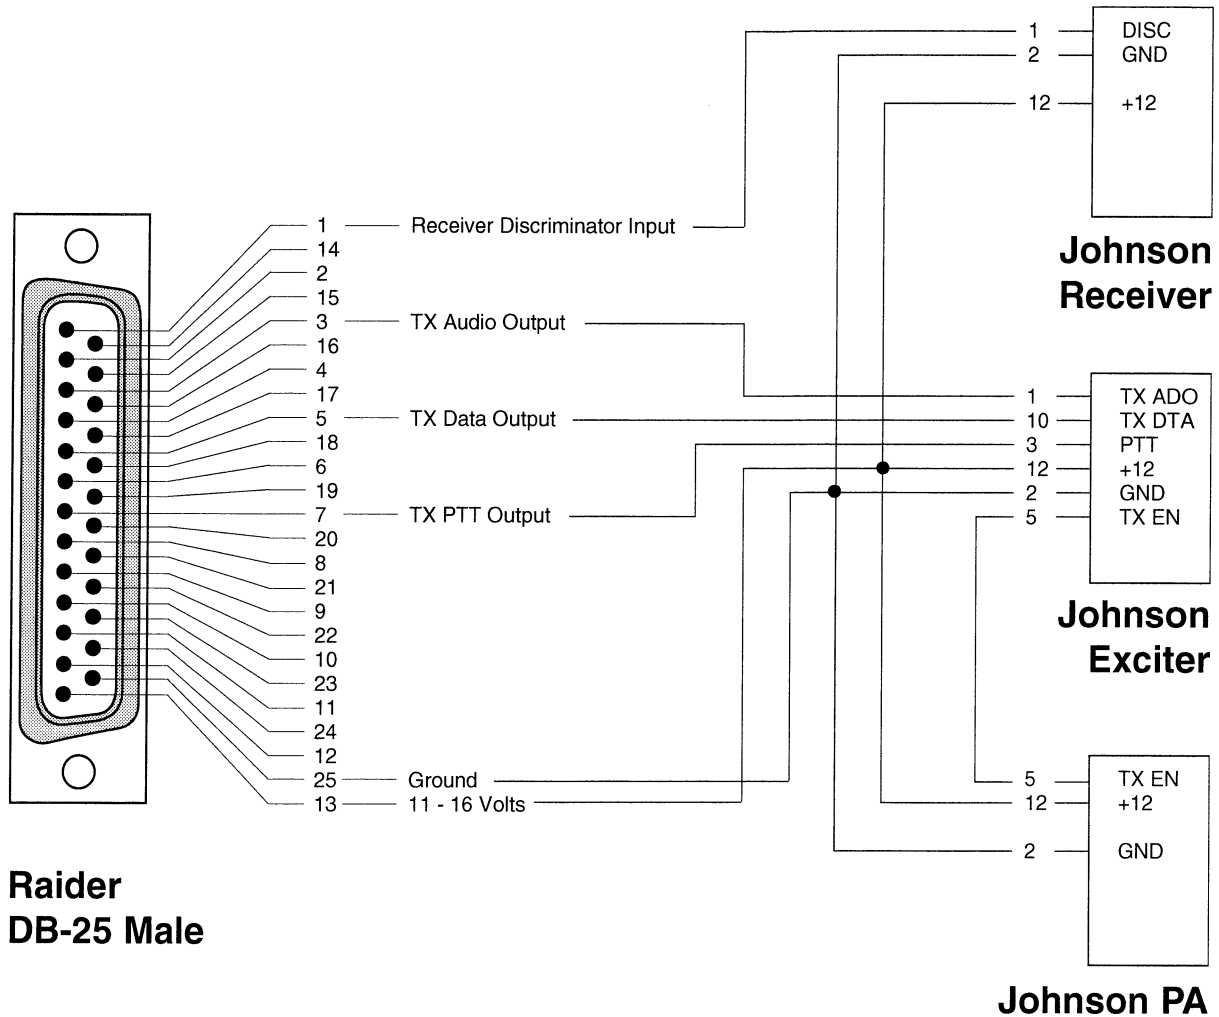 1 DISC
2 GND
12 +12
Johnson
Receiver
1 Receiver Discriminator Input
14
2
15
3 TX Audio Output
16
4
17
5 TX Data Output
18
6
19
7 TX PTT Output
20
8
21
9
22
10
23
11
24
12
25 Ground
13 11 - 16 Volts
1 TX ADO
10 TX DTA
3 PTT
12 +12
2 GND
5 TX EN
Johnson
Exciter
5 TX EN
12 +12
2 GND
Johnson PA
Raider
DB-25 Male